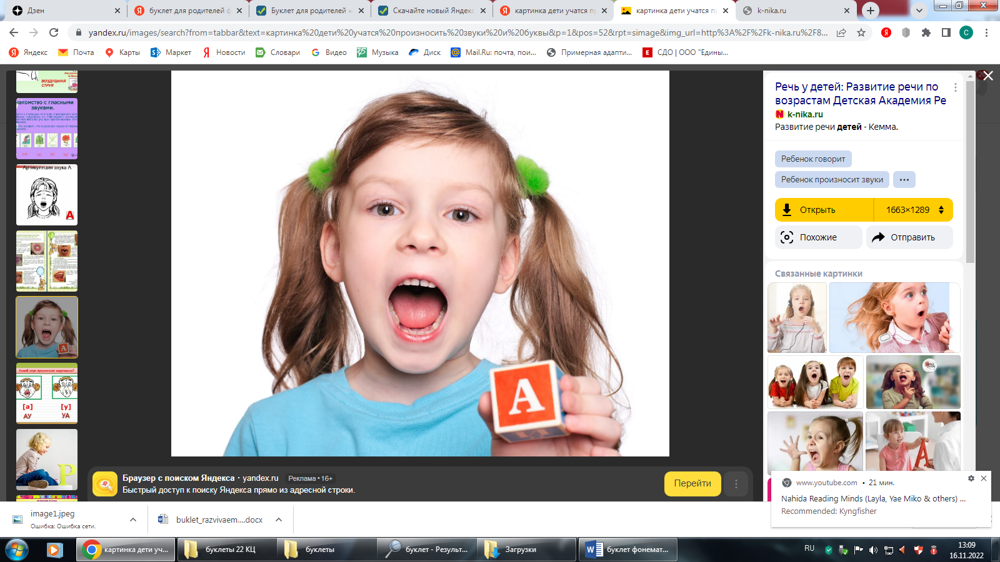 Дзен
буклет для родителей ф
Буклет для родителей «
Скачайте новый Яндекс
картинка дети учатся пр
картинка дети учатся пр
k-nika.ru
yandex.ru/images/search?from=tabbar&text=картинка%20дети%20учатся%20произносить%20звуки%20и%20буквы&p=1&pos=52&rpt=simage&img_url=http%3A%2F%2Fk-nika.ru%2F8...
Яндекс
Почта
Карты
Маркет
Новости
Словари
Видео
Музыка
Диск
Mail.Ru: почта, пои...
Примерная адапти...
СДО | ООО "Едины...
ВОЗДУШНАЯ
СТРУЯ
накомство с гласными
звуками.
Артикуляция звука А
А
Какой звук произносит мартышка?
[а] [у]
АУ УА
Р
A
Речь у детей: Развитие речи по
возрастам Детская Академия Ре
k-nika.ru
Развитие речи детей - Кемма.
Ребенок говорит
Ребенок произносит звуки
Открыть
1663×1289
Похожие
Отправить
Связанные картинки
Браузер с поиском Яндекса · yandex.ru Реклама • 16+
Быстрый доступ к поиску Яндекса прямо из адресной строки.
Перейти
www.youtube.com • 21 мин.
Nahida Reading Minds (Layla, Yae Miko & others) ...
Recommended: Kyngfisher
image1.jpeg
Ошибка: Ошибка сети.
buklet_razvivaem....docx
картинка дети уч...
буклеты 22 КЦ
буклеты
буклет - Результ...
Загрузки
буклет фонемат...
RU
13:09
16.11.2022